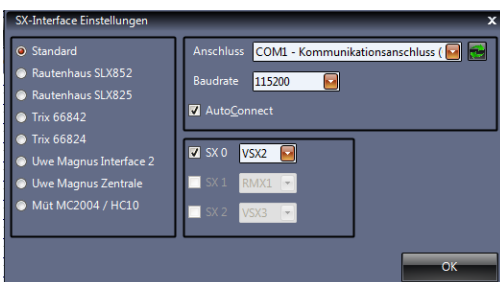 SX-Interface Einstellungen
x
Standard
Rautenhaus SLX852
Rautenhaus SLX825
Trix 66842
Trix 66824
Uwe Magnus Interface 2
Uwe Magnus Zentrale
Müt MC2004 / HC10
Anschluss COM1 - Kommunikationsanschluss (
Baudrate 115200
AutoConnect
SX 0 VSX2
SX 1 RMX1
SX 2 VSX3
OK